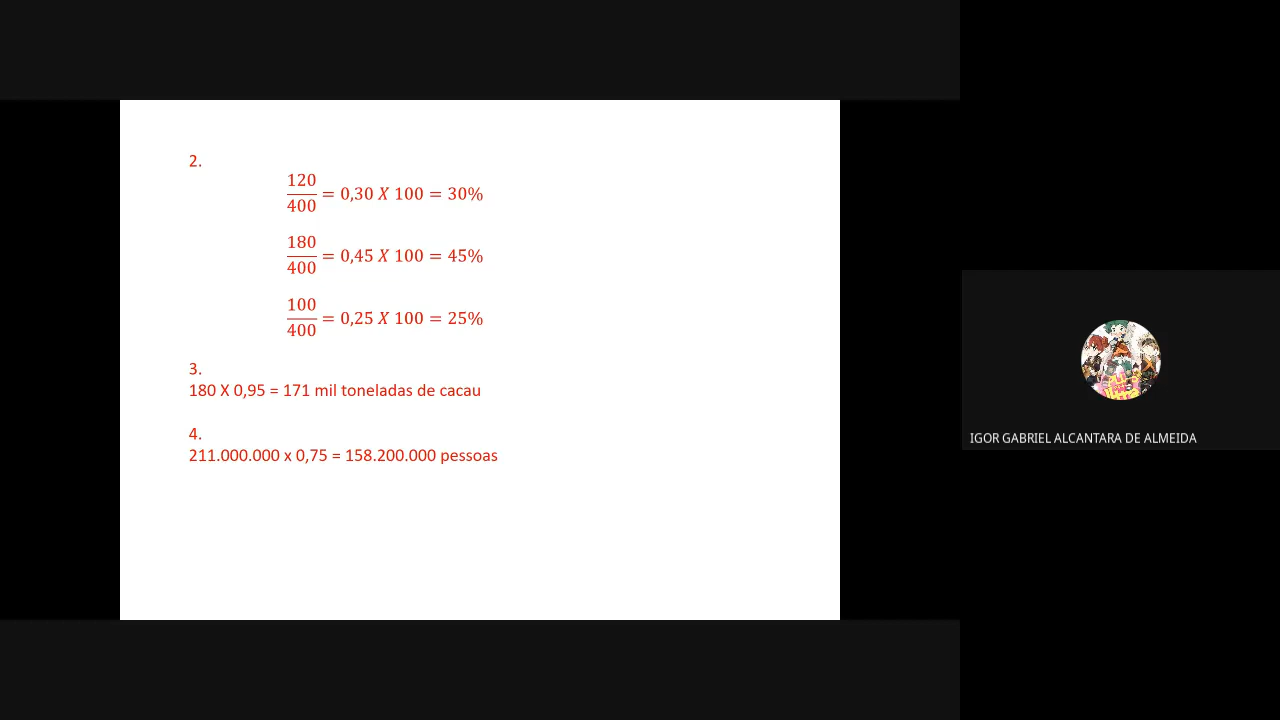 2.
120/400 = 0,30 X 100 = 30%
180/400 = 0,45 X 100 = 45%
100/400 = 0,25 X 100 = 25%
3.
180 X 0,95 = 171 mil toneladas de cacau
4.
211.000.000 x 0,75 = 158.200.000 pessoas
IGOR GABRIEL ALCANTARA DE ALMEIDA